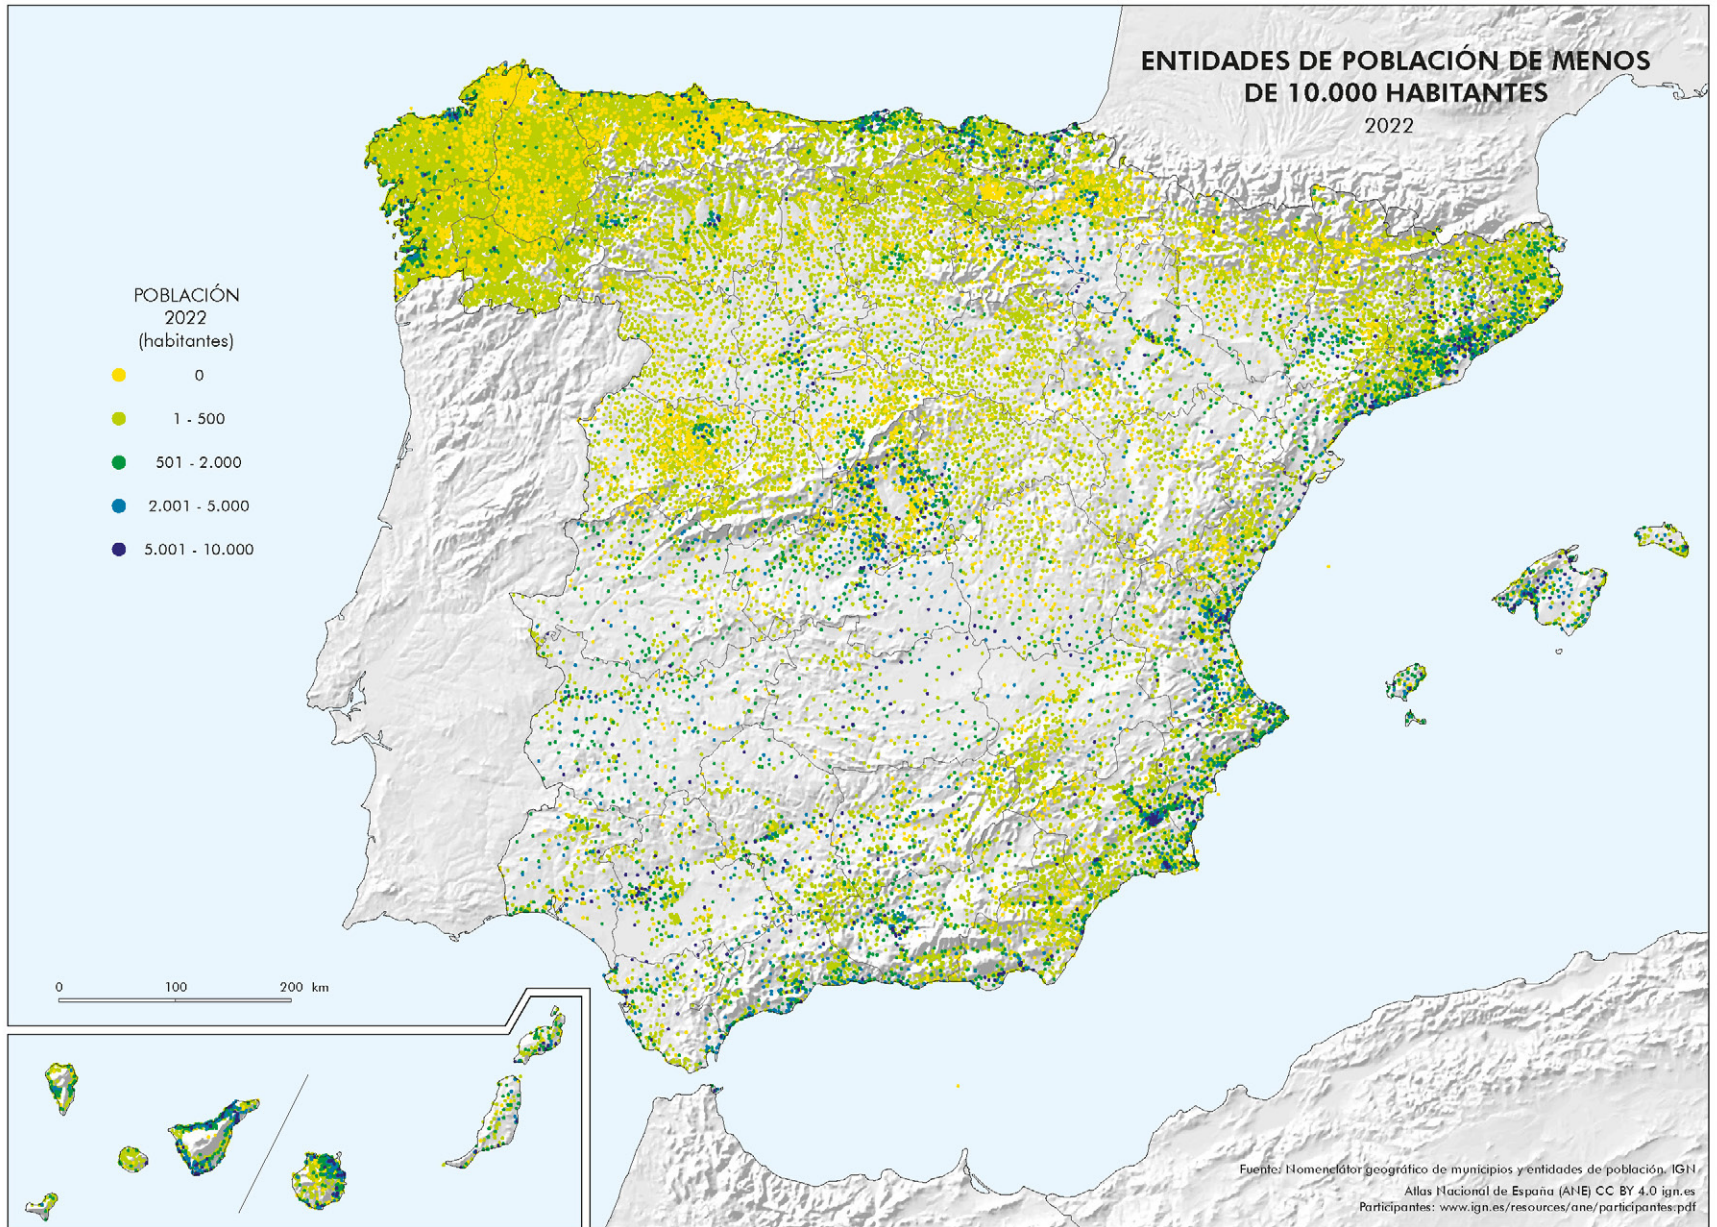 ENTIDADES DE POBLACIÓN DE MENOS
DE 10.000 HABITANTES
2022
POBLACIÓN
2022
(habitantes)
0
1 - 500
501 - 2.000
2.001 - 5.000
5.001 - 10.000
0 100 200 km
Fuente: Nomenclátor geográfico de municipios y entidades de población. IGN
Atlas Nacional de España (ANE) CC BY 4.0 ign.es
Participantes: www.ign.es/resources/ane/participantes.pdf